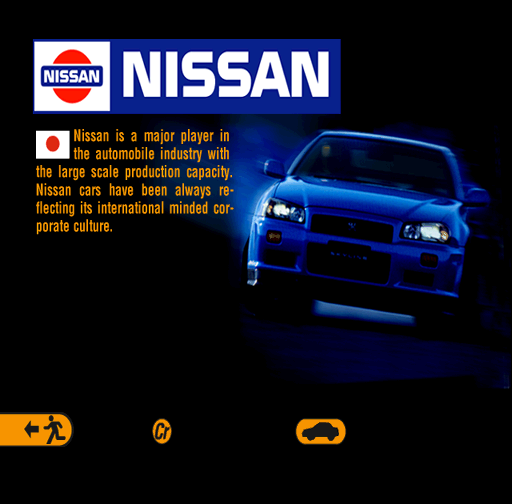 NISSAN NISSAN
Nissan is a major player in
the automobile industry with
the large scale production capacity.
Nissan cars have been always re-
flecting its international minded cor-
porate culture.
Cr